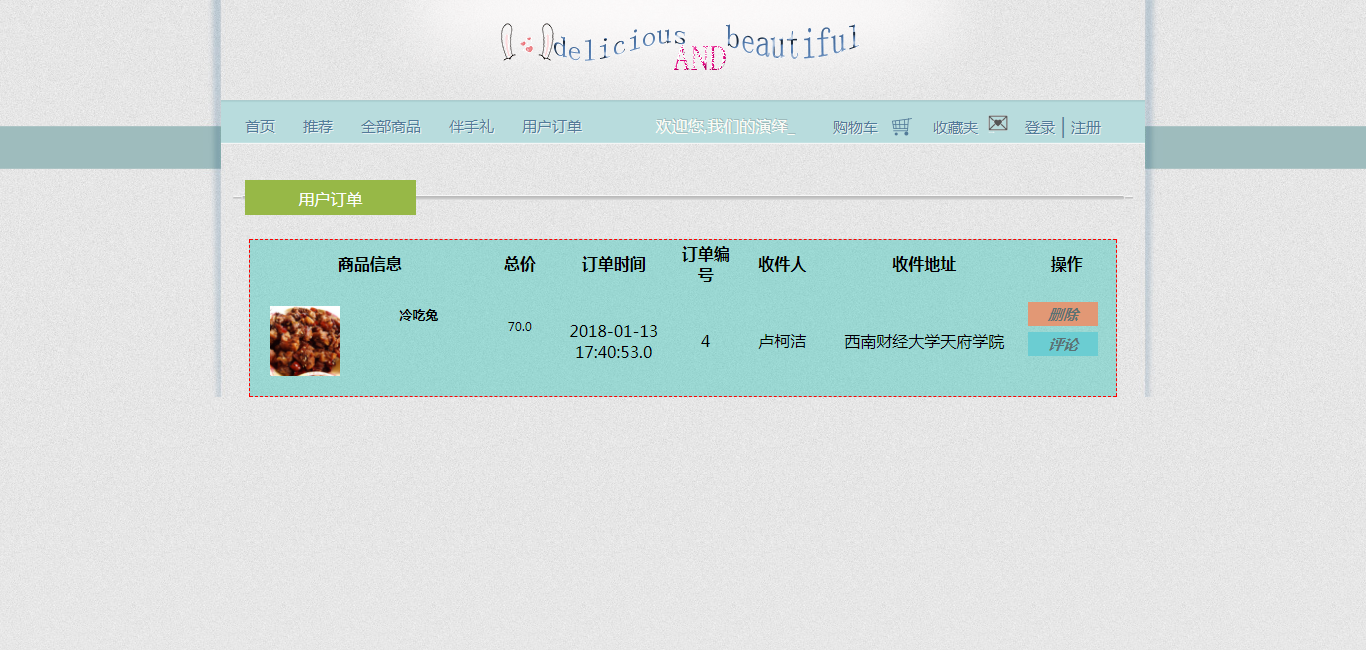 delicious AND beautiful
首页 推荐 全部商品 伴手礼 用户订单 欢迎您,我们的演绎_ 购物车 收藏夹 登录 | 注册
用户订单
商品信息 总价 订单时间 订单编 收件人 收件地址 操作
号
冷吃兔 70.0 2018-01-13 4 卢柯洁 西南财经大学天府学院 删除
17:40:53.0 评论